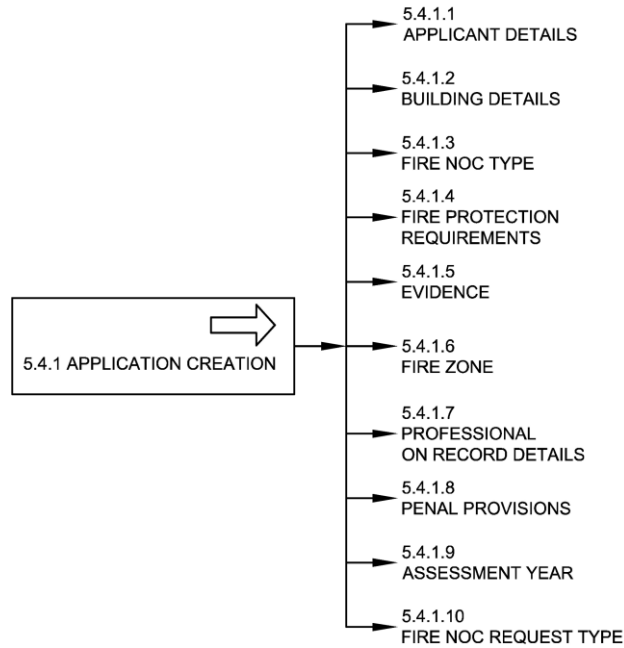 5.4.1.1
APPLICANT DETAILS
5.4.1.2
BUILDING DETAILS
5.4.1.3
FIRE NOC TYPE
5.4.1.4
FIRE PROTECTION
REQUIREMENTS
5.4.1.5
EVIDENCE
5.4.1 APPLICATION CREATION
5.4.1.6
FIRE ZONE
5.4.1.7
PROFESSIONAL
ON RECORD DETAILS
5.4.1.8
PENAL PROVISIONS
5.4.1.9
ASSESSMENT YEAR
5.4.1.10
FIRE NOC REQUEST TYPE